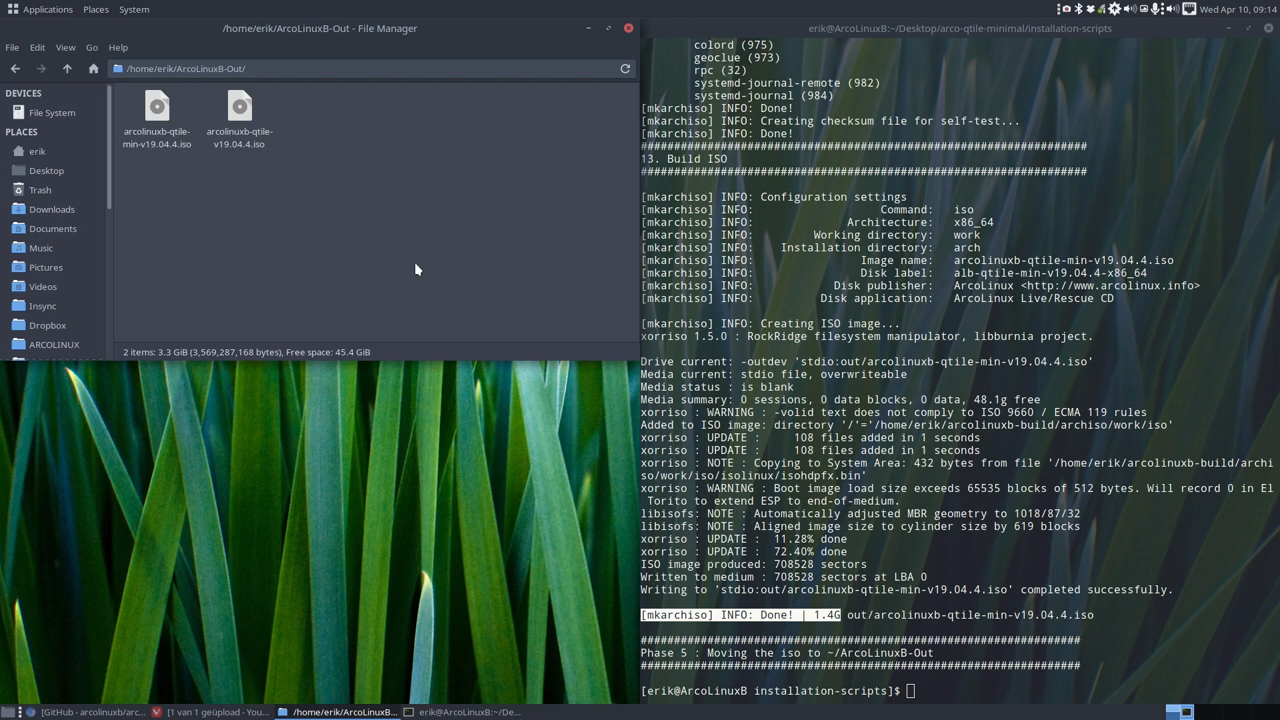 Applications Places System
Wed Apr 10, 09:14
/home/erik/ArcoLinuxB-Out - File Manager
File Edit View Go Help
/home/erik/ArcoLinuxB-Out/
DEVICES
File System
PLACES
erik
Desktop
Trash
Downloads
Documents
Music
Pictures
Videos
Insync
Dropbox
ARCOLINUX
arcolinuxb-qtile-
min-v19.04.4.iso
arcolinuxb-qtile-
v19.04.4.iso
2 items: 3.3 GiB (3,569,287,168 bytes), Free space: 45.4 GiB
erik@ArcoLinuxB:~/Desktop/arco-qtile-minimal/installation-scripts
colord (975)
geoclue (973)
rpc (32)
systemd-journal-remote (982)
systemd-journal (984)
[mkarchiso] INFO: Done!
[mkarchiso] INFO: Creating checksum file for self-test...
[mkarchiso] INFO: Done!
###################################################################
13. Build ISO
###################################################################
[mkarchiso] INFO: Configuration settings
[mkarchiso] INFO: Command: iso
[mkarchiso] INFO: Architecture: x86_64
[mkarchiso] INFO: Working directory: work
[mkarchiso] INFO: Installation directory: arch
[mkarchiso] INFO: Image name: arcolinuxb-qtile-min-v19.04.4.iso
[mkarchiso] INFO: Disk label: alb-qtile-min-v19.04.4-x86_64
[mkarchiso] INFO: Disk publisher: ArcoLinux <http://www.arcolinux.info>
[mkarchiso] INFO: Disk application: ArcoLinux Live/Rescue CD
[mkarchiso] INFO: Creating ISO image...
xorriso 1.5.0 : RockRidge filesystem manipulator, libburnia project.
Drive current: -outdev 'stdio:out/arcolinuxb-qtile-min-v19.04.4.iso'
Media current: stdio file, overwriteable
Media status : is blank
Media summary: 0 sessions, 0 data blocks, 0 data, 48.1g free
xorriso : WARNING : -volid text does not comply to ISO 9660 / ECMA 119 rules
Added to ISO image: directory '/'='/home/erik/arcolinuxb-build/archiso/work/iso'
xorriso : UPDATE : 108 files added in 1 seconds
xorriso : UPDATE : 108 files added in 1 seconds
xorriso : NOTE : Copying to System Area: 432 bytes from file '/home/erik/arcolinuxb-build/archi
so/work/iso/isolinux/isohdpfx.bin'
xorriso : WARNING : Boot image load size exceeds 65535 blocks of 512 bytes. Will record 0 in El
Torito to extend ESP to end-of-medium.
libisofs: NOTE : Automatically adjusted MBR geometry to 1018/87/32
libisofs: NOTE : Aligned image size to cylinder size by 619 blocks
xorriso : UPDATE : 11.28% done
xorriso : UPDATE : 72.40% done
ISO image produced: 708528 sectors
Written to medium : 708528 sectors at LBA 0
Writing to 'stdio:out/arcolinuxb-qtile-min-v19.04.4.iso' completed successfully.
[mkarchiso] INFO: Done! | 1.4G out/arcolinuxb-qtile-min-v19.04.4.iso
##################################################################
Phase 5 : Moving the iso to ~/ArcoLinuxB-Out
##################################################################
[erik@ArcoLinuxB installation-scripts]$
[GitHub - arcolinuxb/arc... [1 van 1 geüpload - You... /home/erik/ArcoLinuxB... erik@ArcoLinuxB:~/De...